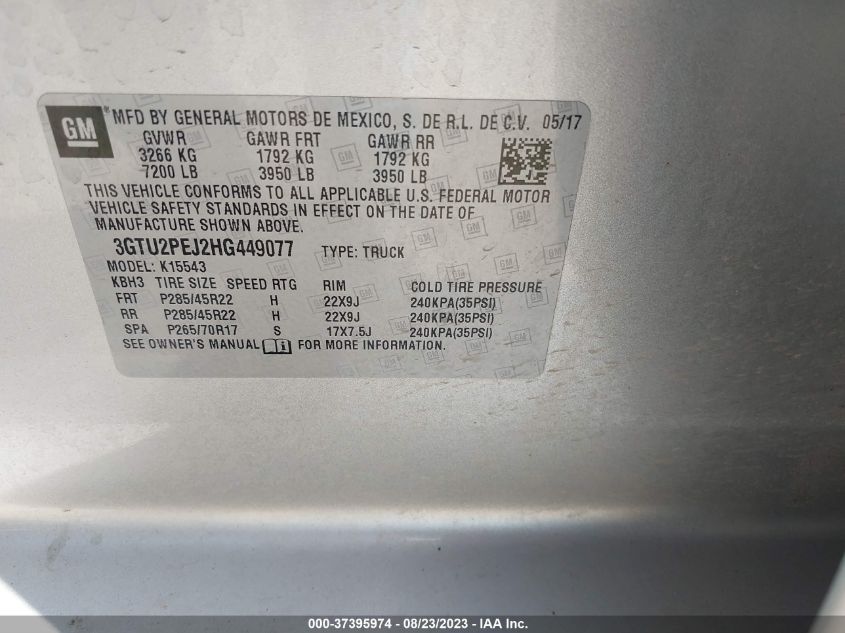 GM ® MFD BY GENERAL MOTORS DE MEXICO, S. DE R.L. DE C.V. 05/17
GVWR GAWR FRT GAWR RR
3266 KG 1792 KG 1792 KG
7200 LB 3950 LB 3950 LB
THIS VEHICLE CONFORMS TO ALL APPLICABLE U.S. FEDERAL MOTOR
VEHICLE SAFETY STANDARDS IN EFFECT ON THE DATE OF
MANUFACTURE SHOWN ABOVE.
3GTU2PEJ2HG449077 TYPE: TRUCK
MODEL: K15543
KBH3 TIRE SIZE SPEED RTG RIM COLD TIRE PRESSURE
FRT P285/45R22 H 22X9J 240KPA(35PSI)
RR P285/45R22 H 22X9J 240KPA(35PSI)
SPA P265/70R17 S 17X7.5J 240KPA(35PSI)
SEE OWNER'S MANUAL FOR MORE INFORMATION.
000-37395974 / 08/23/2023 - Copyright IAA, Inc.